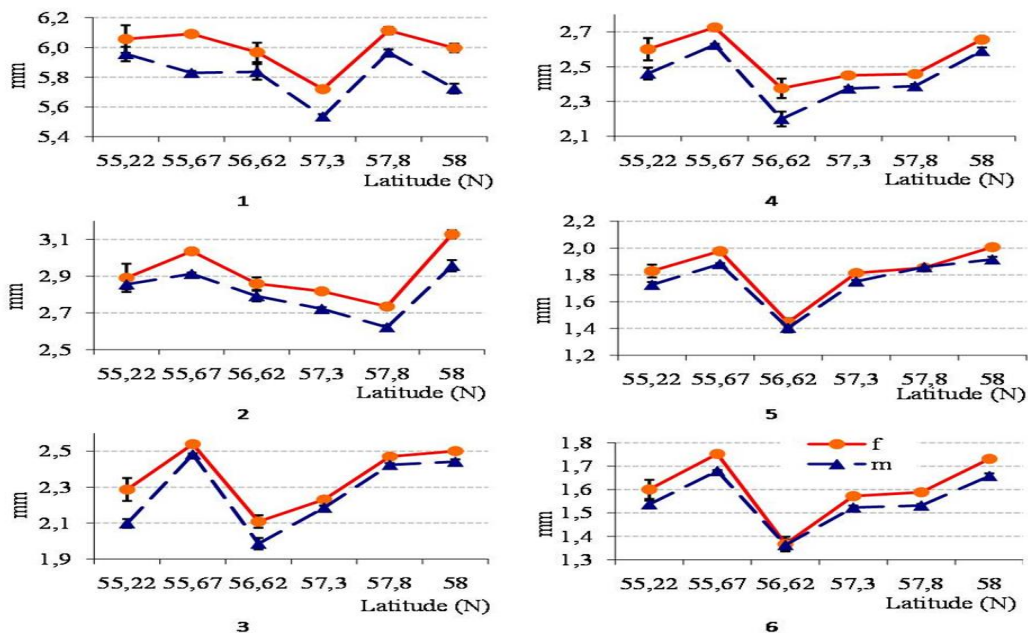 mm
6,2
6,0
5,8
5,6
5,4
55,22 55,67 56,62 57,3 57,8 58
Latitude (N)
1
mm
2,7
2,5
2,3
2,1
55,22 55,67 56,62 57,3 57,8 58
Latitude (N)
4
mm
3,1
2,9
2,7
2,5
55,22 55,67 56,62 57,3 57,8 58
Latitude (N)
2
mm
2,2
2,0
1,8
1,6
1,4
1,2
55,22 55,67 56,62 57,3 57,8 58
Latitude (N)
5
mm
2,5
2,3
2,1
1,9
55,22 55,67 56,62 57,3 57,8 58
Latitude (N)
3
mm
1,8
1,7
1,6
1,5
1,4
1,3
f
m
55,22 55,67 56,62 57,3 57,8 58
Latitude (N)
6